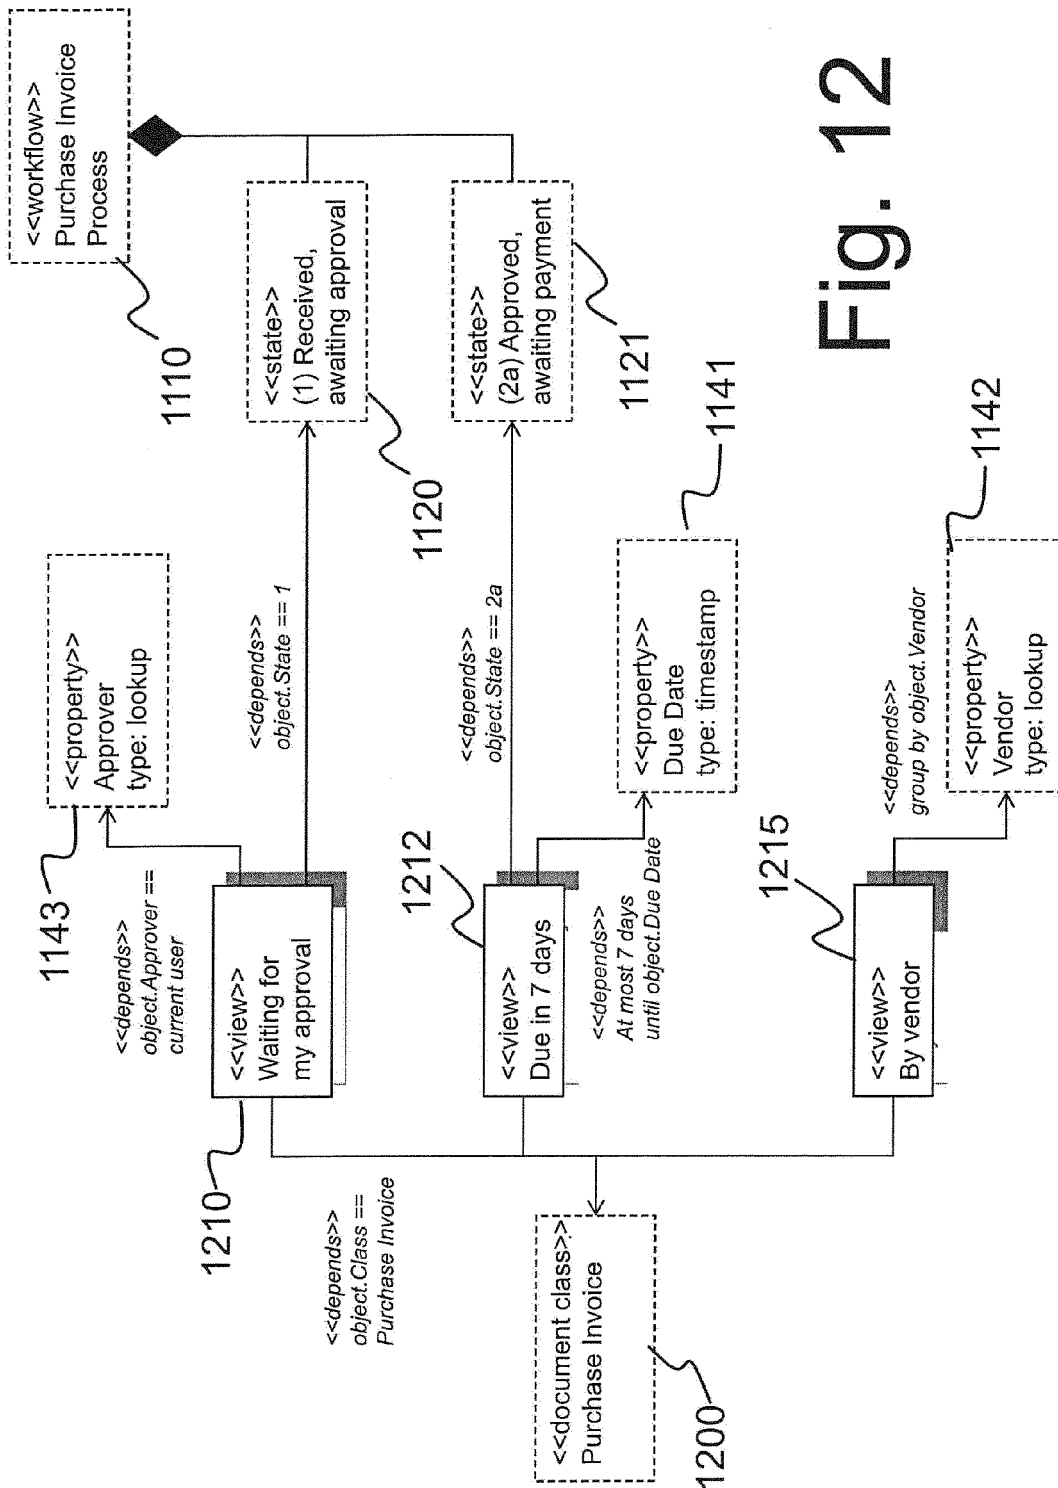 <<workflow>>
Purchase Invoice
Process
1110
<<property>>
Approver
type: lookup
1143
<<depends>>
object.Approver ==
current user
<<state>>
(1) Received,
awaiting approval
1120
<<depends>>
object.State == 1
<<view>>
Waiting for
my approval
1210
<<depends>>
object.Class ==
Purchase Invoice
<<state>>
(2a) Approved,
awaiting payment
1121
<<depends>>
object.State == 2a
<<view>>
Due in 7 days
1212
<<depends>>
At most 7 days
until object.Due Date
<<property>>
Due Date
type: timestamp
1141
<<document class>>
Purchase Invoice
1200
<<view>>
By vendor
1215
<<depends>>
group by object.Vendor
<<property>>
Vendor
type: lookup
1142
Fig. 12